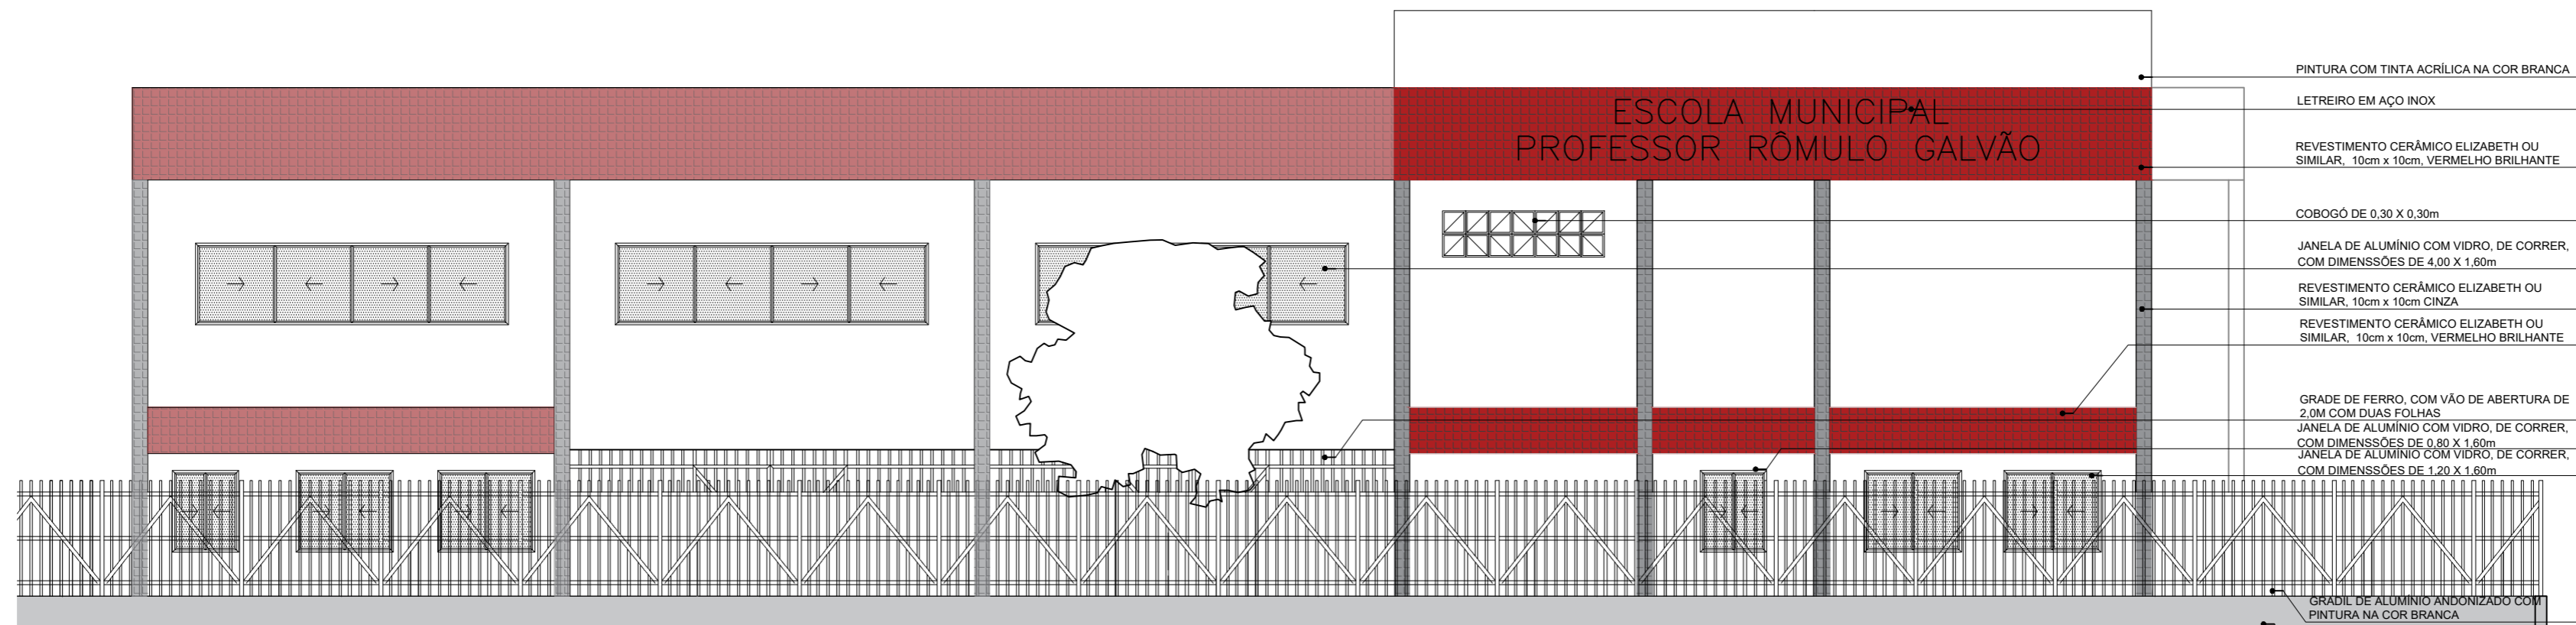 ESCOLA MUNICIPAL
PROFESSOR RÔMULO GALVÃO
PINTURA COM TINTA ACRÍLICA NA COR BRANCA
LETREIRO EM AÇO INOX
REVESTIMENTO CERÂMICO ELIZABETH OU
SIMILAR, 10cm x 10cm, VERMELHO BRILHANTE
COBOGÓ DE 0,30 X 0,30m
JANELA DE ALUMÍNIO COM VIDRO, DE CORRER,
COM DIMENSSÕES DE 4,00 X 1,60m
REVESTIMENTO CERÂMICO ELIZABETH OU
SIMILAR, 10cm x 10cm CINZA
REVESTIMENTO CERÂMICO ELIZABETH OU
SIMILAR, 10cm x 10cm, VERMELHO BRILHANTE
GRADE DE FERRO, COM VÃO DE ABERTURA DE
2,0M COM DUAS FOLHAS
JANELA DE ALUMÍNIO COM VIDRO, DE CORRER,
COM DIMENSSÕES DE 0,80 X 1,60m
JANELA DE ALUMÍNIO COM VIDRO, DE CORRER,
COM DIMENSSÕES DE 1,20 X 1,60m
GRADIL DE ALUMÍNIO ANDONIZADO COM
PINTURA NA COR BRANCA